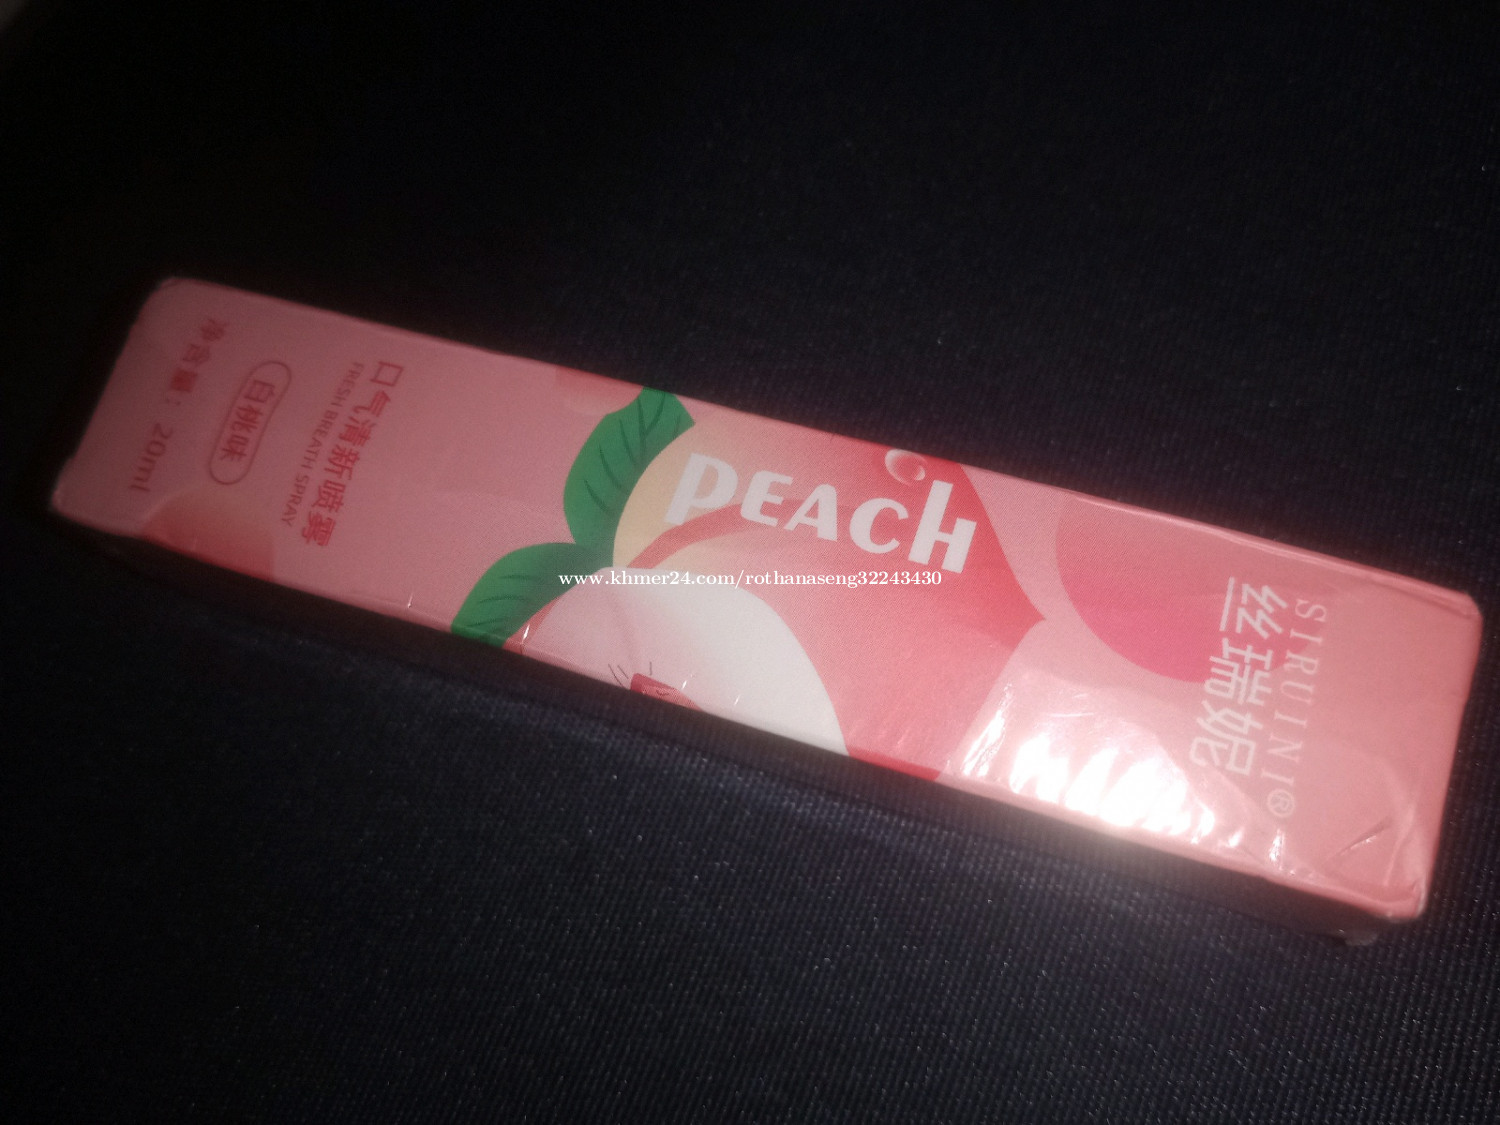 SIRUINI®
丝瑞妮
PEACH
口气清新喷雾
FRESH BREATH SPRAY
白桃味
净含量：20ml
www.khmer24.com/rothanaseng32243430